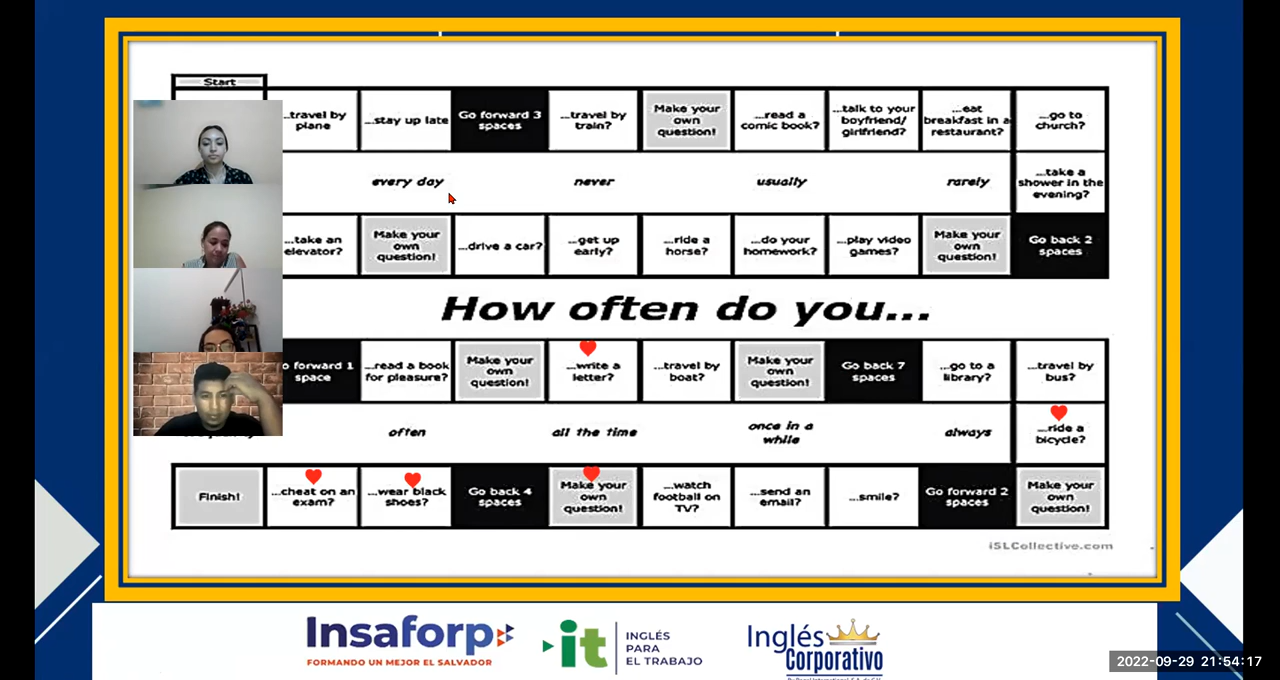 Start
...travel by
plane
...stay up late
Go forward 3
spaces
...travel by
train?
Make your
own
question!
...read a
comic book?
...talk to your
boyfriend/
girlfriend?
...eat
breakfast in a
restaurant?
...go to
church?
every day
never
usually
rarely
...take a
shower in the
evening?
...take an
elevator?
Make your
own
question!
...drive a car?
...get up
early?
...ride a
horse?
...do your
homework?
...play video
games?
Make your
own
question!
Go back 2
spaces
How often do you...
forward 1
space
...read a book
for pleasure?
Make your
own
question!
...write a
letter?
...travel by
boat?
Make your
own
question!
Go back 7
spaces
...go to a
library?
...travel by
bus?
often
all the time
once in a
while
always
...ride a
bicycle?
Finish!
...cheat on an
exam?
...wear black
shoes?
Go back 4
spaces
Make your
own
question!
...watch
football on
TV?
...send an
email?
...smile?
Go forward 2
spaces
Make your
own
question!
iSLCollective.com
Insaforp
FORMANDO UN MEJOR EL SALVADOR
it
INGLÉS
PARA
EL TRABAJO
Inglés
Corporativo
2022-09-29 21:54:17